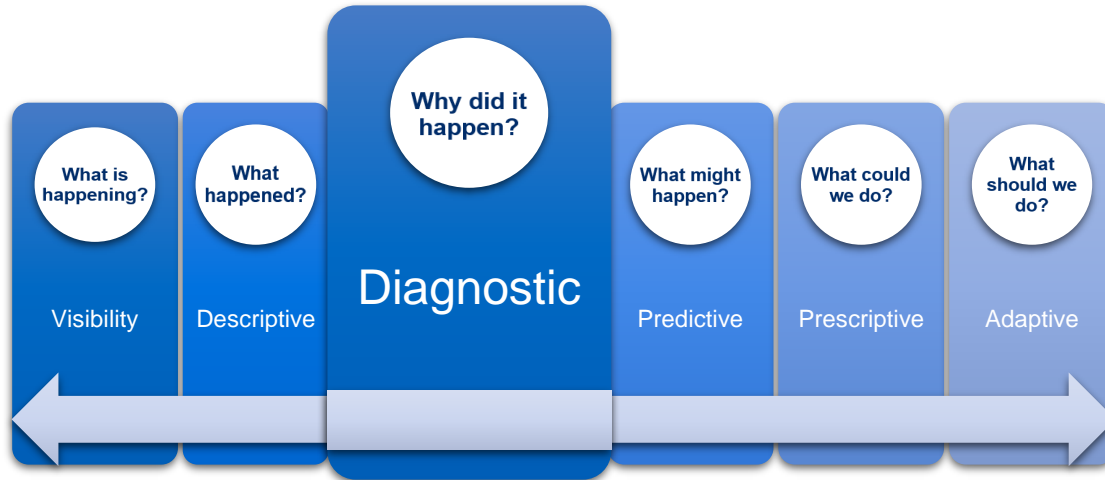 What is
happening?
Visibility
What
happened?
Descriptive
Why did it
happen?
Diagnostic
What might
happen?
Predictive
What could
we do?
Prescriptive
What
should we
do?
Adaptive